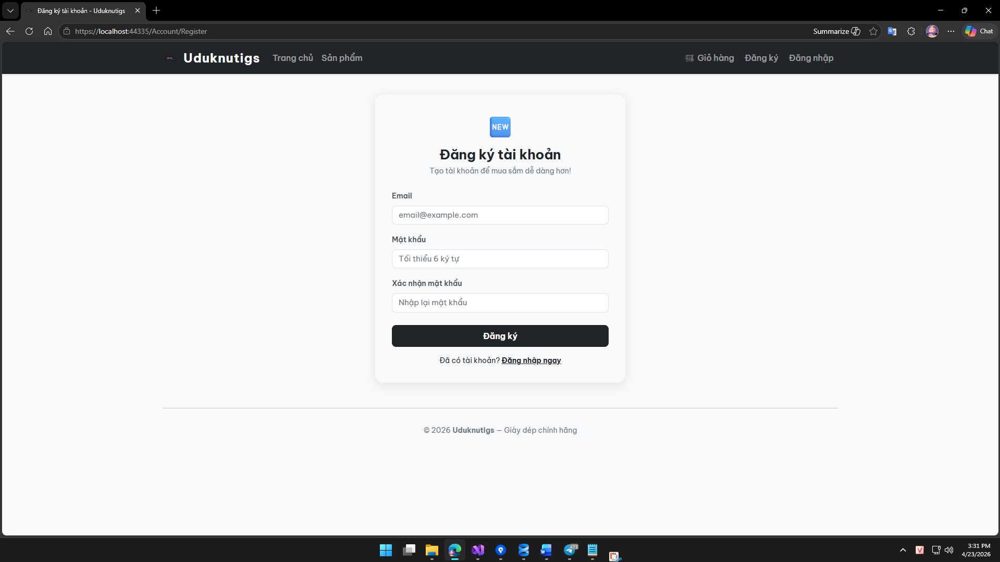 Đăng ký tài khoản - Uduknutigs
https://localhost:44335/Account/Register
Summarize
Chat
Uduknutigs Trang chủ Sản phẩm
Giỏ hàng Đăng ký Đăng nhập
NEW
Đăng ký tài khoản
Tạo tài khoản để mua sắm dễ dàng hơn!
Email
email@example.com
Mật khẩu
Tối thiểu 6 ký tự
Xác nhận mật khẩu
Nhập lại mật khẩu
Đăng ký
Đã có tài khoản? Đăng nhập ngay
© 2026 Uduknutigs — Giày dép chính hãng
475
V
3:31 PM
4/23/2026